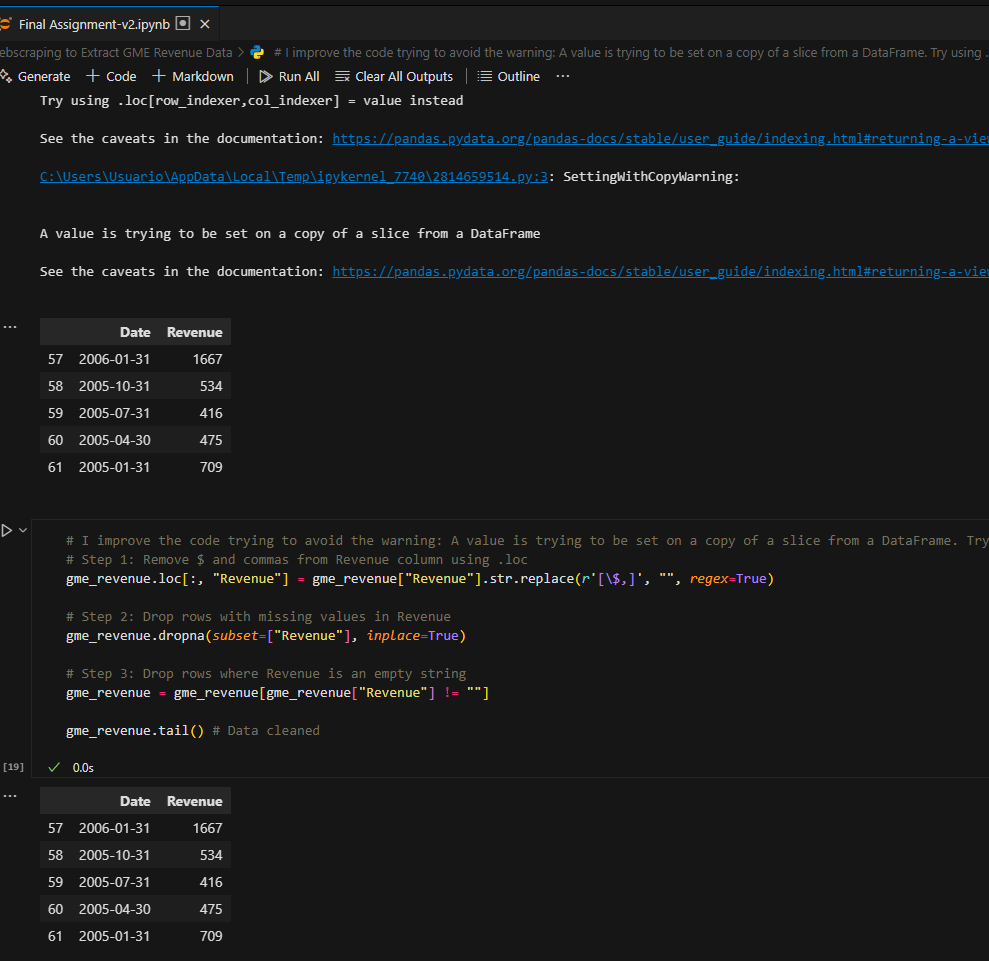 Final Assignment-v2.ipynb
ebscraping to Extract GME Revenue Data > # I improve the code trying to avoid the warning: A value is trying to be set on a copy of a slice from a DataFrame. Try using .
Generate + Code + Markdown Run All Clear All Outputs Outline ...
Try using .loc[row_indexer,col_indexer] = value instead
See the caveats in the documentation: https://pandas.pydata.org/pandas-docs/stable/user_guide/indexing.html#returning-a-vie
C:\Users\Usuario\AppData\Local\Temp\ipykernel_7740\2814659514.py:3: SettingWithCopyWarning:
A value is trying to be set on a copy of a slice from a DataFrame
See the caveats in the documentation: https://pandas.pydata.org/pandas-docs/stable/user_guide/indexing.html#returning-a-vie
...
Date Revenue
57 2006-01-31 1667
58 2005-10-31 534
59 2005-07-31 416
60 2005-04-30 475
61 2005-01-31 709
# I improve the code trying to avoid the warning: A value is trying to be set on a copy of a slice from a DataFrame. Try
# Step 1: Remove $ and commas from Revenue column using .loc
gme_revenue.loc[:, "Revenue"] = gme_revenue["Revenue"].str.replace(r'[\$,]', "", regex=True)
# Step 2: Drop rows with missing values in Revenue
gme_revenue.dropna(subset=["Revenue"], inplace=True)
# Step 3: Drop rows where Revenue is an empty string
gme_revenue = gme_revenue[gme_revenue["Revenue"] != ""]
gme_revenue.tail() # Data cleaned
[19] ✓ 0.0s
...
Date Revenue
57 2006-01-31 1667
58 2005-10-31 534
59 2005-07-31 416
60 2005-04-30 475
61 2005-01-31 709